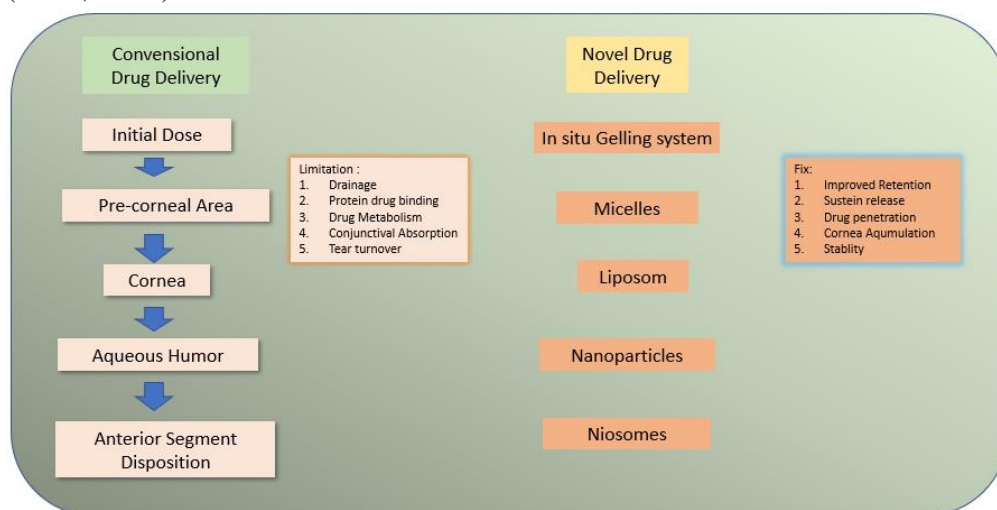 Convensional
Drug Delivery
Initial Dose
Pre-corneal Area
Cornea
Aqueous Humor
Anterior Segment
Disposition
Limitation :
1. Drainage
2. Protein drug binding
3. Drug Metabolism
4. Conjunctival Absorption
5. Tear turnover
Novel Drug
Delivery
In situ Gelling system
Micelles
Liposom
Nanoparticles
Niosomes
Fix:
1. Improved Retention
2. Sustein release
3. Drug penetration
4. Cornea Aqumulation
5. Stablity